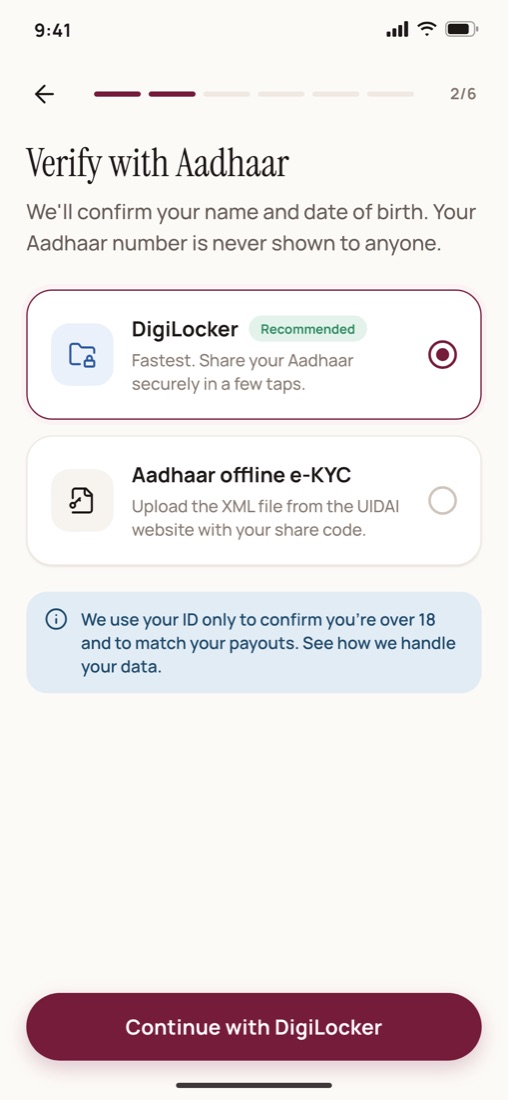 9:41
2/6
Verify with Aadhaar
We'll confirm your name and date of birth. Your
Aadhaar number is never shown to anyone.
DigiLocker Recommended
Fastest. Share your Aadhaar
securely in a few taps.
Aadhaar offline e-KYC
Upload the XML file from the UIDAI
website with your share code.
We use your ID only to confirm you're over 18
and to match your payouts. See how we handle
your data.
Continue with DigiLocker